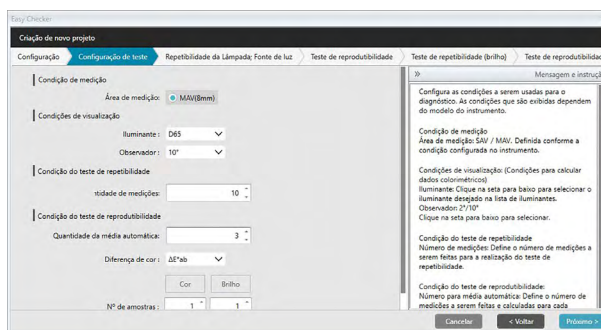 Easy Checker
Criação de novo projeto
Configuração
Configuração de teste
Repetibilidade da Lâmpada; Fonte de luz
Teste de reprodutibilidade
Teste de repetibilidade (brilho)
Teste de reprodutibilidad
Condição de medição
Área de medição: MAV(8mm)
Condições de visualização
Iluminante : D65
Observador : 10°
Condição do teste de repetibilidade
ntidade de medições: 10
Condição do teste de reprodutibilidade
Quantidade da média automática: 3
Diferença de cor : ΔE*ab
Cor Brilho
Nº de amostras : 1 1
» Mensagem e instruçã
Configura as condições a serem usadas para o
diagnóstico. As condições que são exibidas dependem
do modelo do instrumento.
Condição de medição
Área de medição: SAV / MAV. Definida conforme a
condição configurada no instrumento.
Condições de visualização: (Condições para calcular
dados colorimétricos)
Iluminante: Clique na seta para baixo para selecionar o
iluminante desejado na lista de iluminantes.
Observador: 2°/10°
Clique na seta para baixo para selecionar.
Condição do teste de repetibilidade
Número de medições: Define o número de medições a
serem feitas para a realização do teste de
repetibilidade.
Condição do teste de reprodutibilidade:
Número para média automática: Define o número de
medições a serem feitas e calculadas para cada
Cancelar < Voltar Próximo >